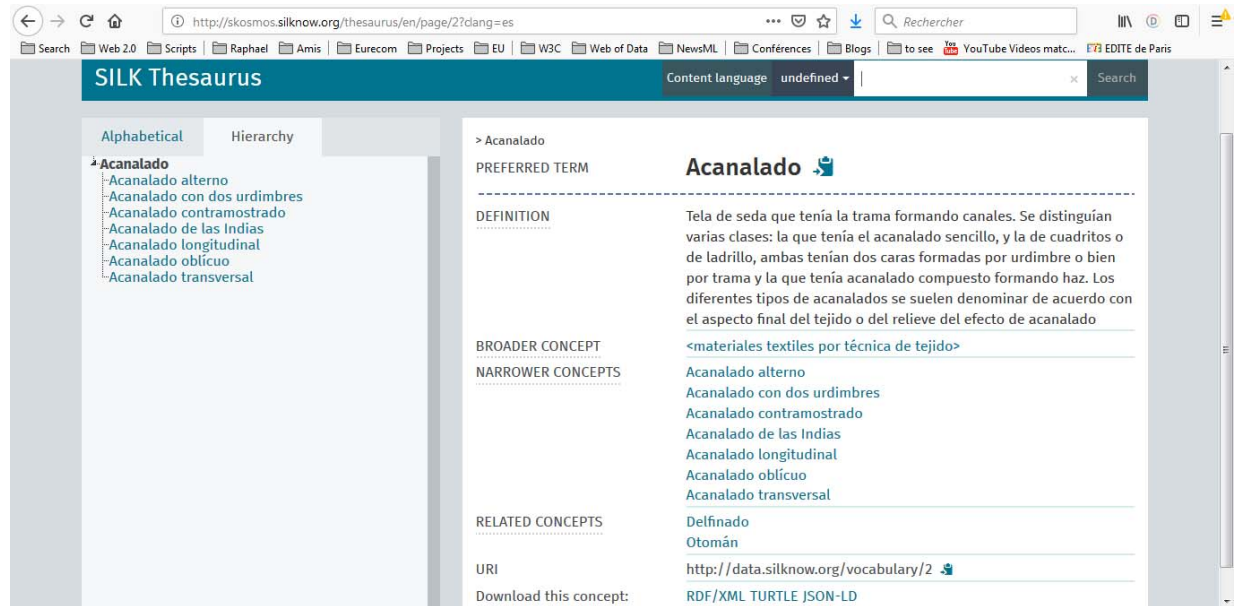 http://skosmos.silknow.org/thesaurus/en/page/2?clang=es
Rechercher
Search Web 2.0 Scripts Raphael Amis Eurecom Projects EU W3C Web of Data NewsML Conférences Blogs to see YouTube Videos matc... EDITE de Paris
SILK Thesaurus
Content language undefined Search
Alphabetical Hierarchy
Acanalado
Acanalado alterno
Acanalado con dos urdimbres
Acanalado contramostrado
Acanalado de las Indias
Acanalado longitudinal
Acanalado oblícuo
Acanalado transversal
> Acanalado
PREFERRED TERM Acanalado
DEFINITION Tela de seda que tenía la trama formando canales. Se distinguían
varias clases: la que tenía el acanalado sencillo, y la de cuadritos o
de ladrillo, ambas tenían dos caras formadas por urdimbre o bien
por trama y la que tenía acanalado compuesto formando haz. Los
diferentes tipos de acanalados se suelen denominar de acuerdo con
el aspecto final del tejido o del relieve del efecto de acanalado
BROADER CONCEPT <materiales textiles por técnica de tejido>
NARROWER CONCEPTS Acanalado alterno
Acanalado con dos urdimbres
Acanalado contramostrado
Acanalado de las Indias
Acanalado longitudinal
Acanalado oblícuo
Acanalado transversal
RELATED CONCEPTS Delfinado
Otomán
URI http://data.silknow.org/vocabulary/2
Download this concept: RDF/XML TURTLE JSON-LD